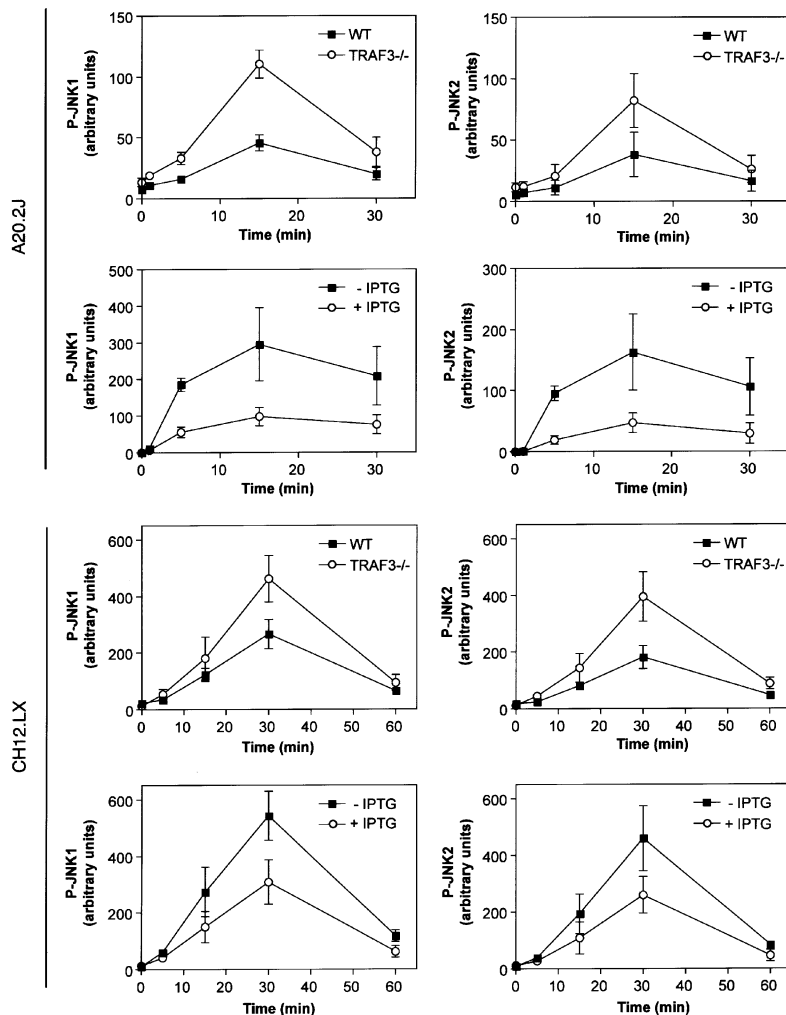 A20.2J
150
100
50
0
P-JNK1
(arbitrary units)
WT
TRAF3-/-
0 10 20 30
Time (min)
150
100
50
0
P-JNK2
(arbitrary units)
WT
TRAF3-/-
0 10 20 30
Time (min)
500
400
300
200
100
0
P-JNK1
(arbitrary units)
- IPTG
+ IPTG
0 10 20 30
Time (min)
300
200
100
0
P-JNK2
(arbitrary units)
- IPTG
+ IPTG
0 10 20 30
Time (min)
CH12.LX
600
400
200
0
P-JNK1
(arbitrary units)
WT
TRAF3-/-
0 10 20 30 40 50 60
Time (min)
600
400
200
0
P-JNK2
(arbitrary units)
WT
TRAF3-/-
0 10 20 30 40 50 60
Time (min)
600
400
200
0
P-JNK1
(arbitrary units)
- IPTG
+ IPTG
0 10 20 30 40 50 60
Time (min)
600
400
200
0
P-JNK2
(arbitrary units)
- IPTG
+ IPTG
0 10 20 30 40 50 60
Time (min)